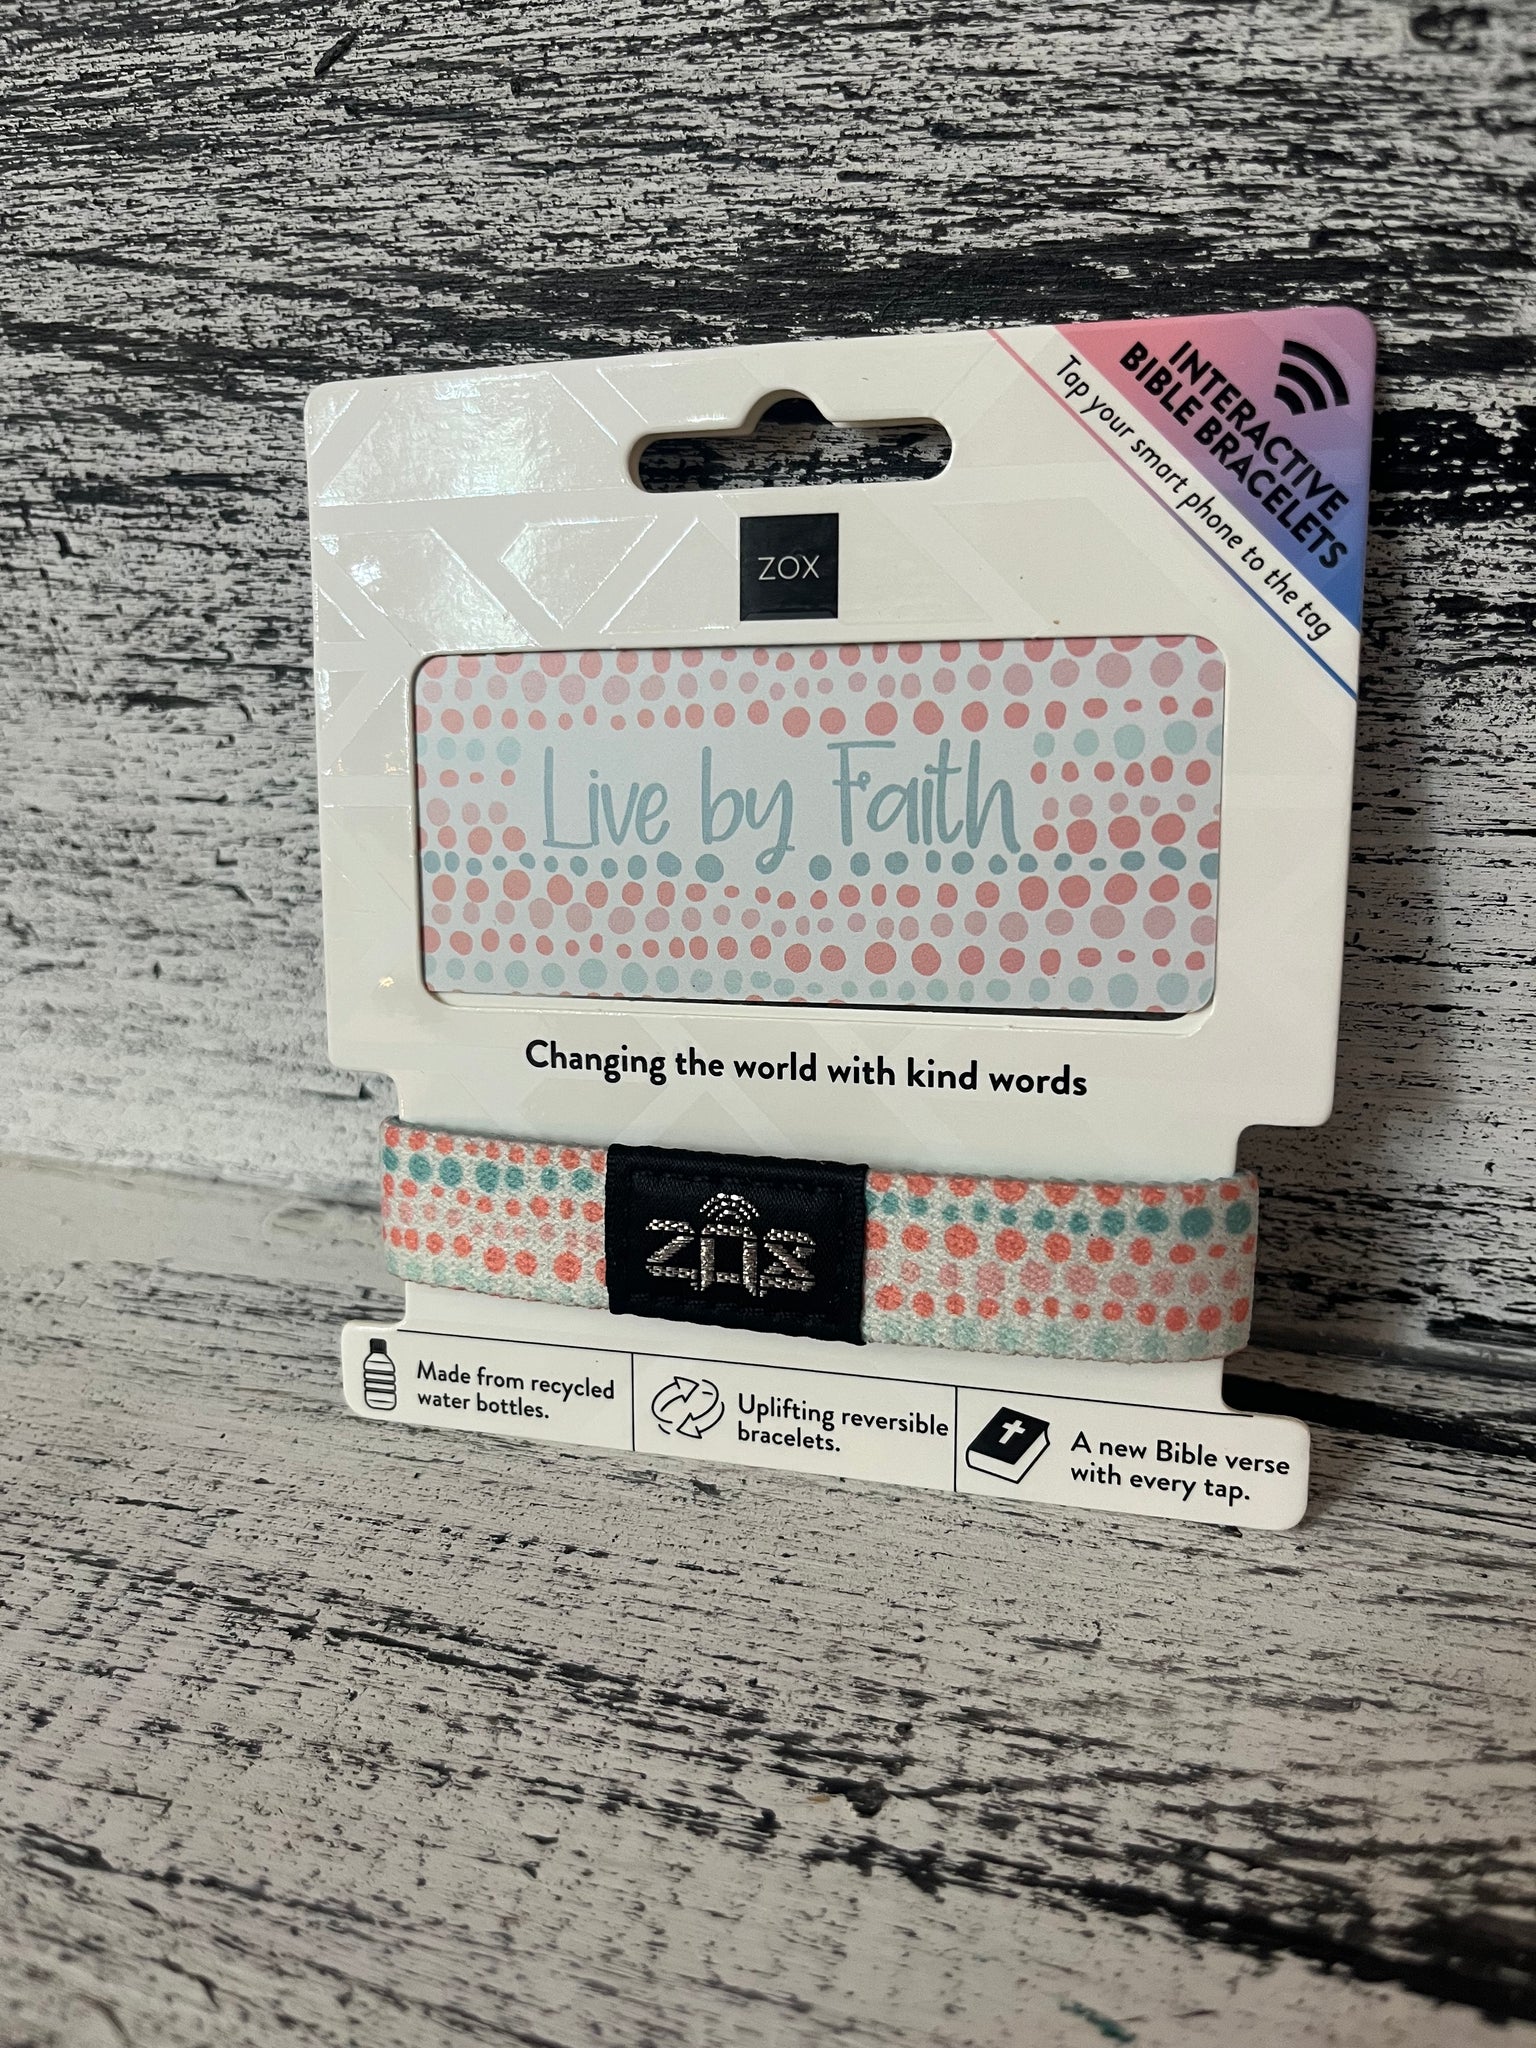 INTERACTIVE
BIBLE BRACELETS
Tap your smart phone to the tag
ZOX
Live by Faith
Changing the world with kind words
ZOX
Made from recycled
water bottles.
Uplifting reversible
bracelets.
A new Bible verse
with every tap.